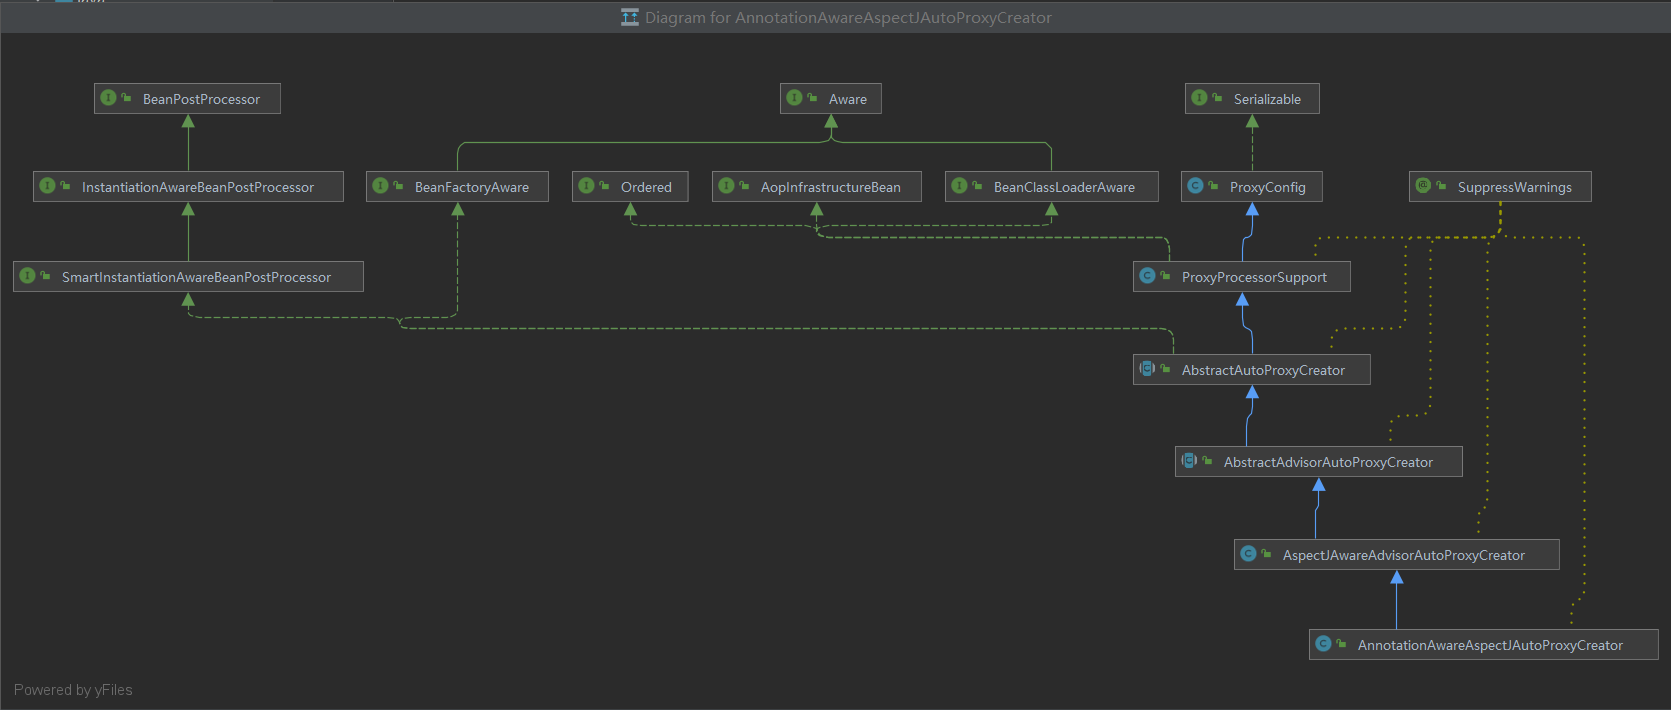 Diagram for AnnotationAwareAspectJAutoProxyCreator
BeanPostProcessor
Aware
Serializable
InstantiationAwareBeanPostProcessor
BeanFactoryAware
Ordered
AopInfrastructureBean
BeanClassLoaderAware
ProxyConfig
SuppressWarnings
SmartInstantiationAwareBeanPostProcessor
ProxyProcessorSupport
AbstractAutoProxyCreator
AbstractAdvisorAutoProxyCreator
AspectJAwareAdvisorAutoProxyCreator
AnnotationAwareAspectJAutoProxyCreator
Powered by yFiles